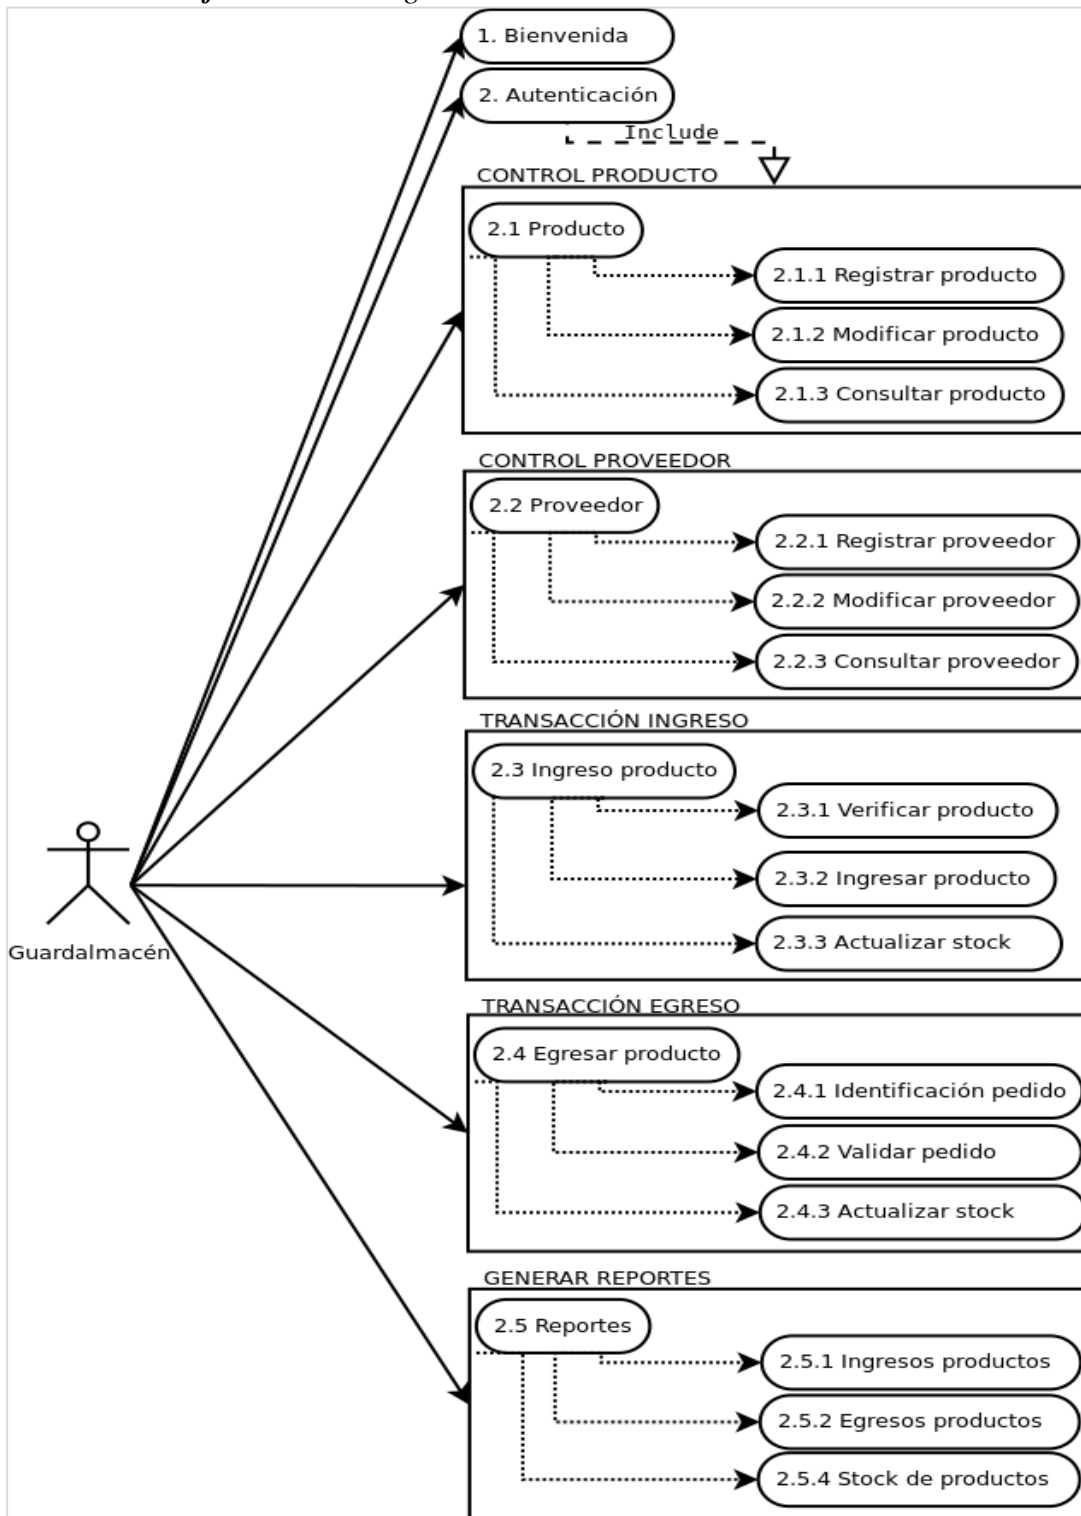 1. Bienvenida
2. Autenticación
Include
CONTROL PRODUCTO
2.1 Producto
2.1.1 Registrar producto
2.1.2 Modificar producto
2.1.3 Consultar producto
CONTROL PROVEEDOR
2.2 Proveedor
2.2.1 Registrar proveedor
2.2.2 Modificar proveedor
2.2.3 Consultar proveedor
TRANSACCIÓN INGRESO
2.3 Ingreso producto
2.3.1 Verificar producto
2.3.2 Ingresar producto
2.3.3 Actualizar stock
Guardalmacén
TRANSACCIÓN EGRESO
2.4 Egresar producto
2.4.1 Identificación pedido
2.4.2 Validar pedido
2.4.3 Actualizar stock
GENERAR REPORTES
2.5 Reportes
2.5.1 Ingresos productos
2.5.2 Egresos productos
2.5.4 Stock de productos